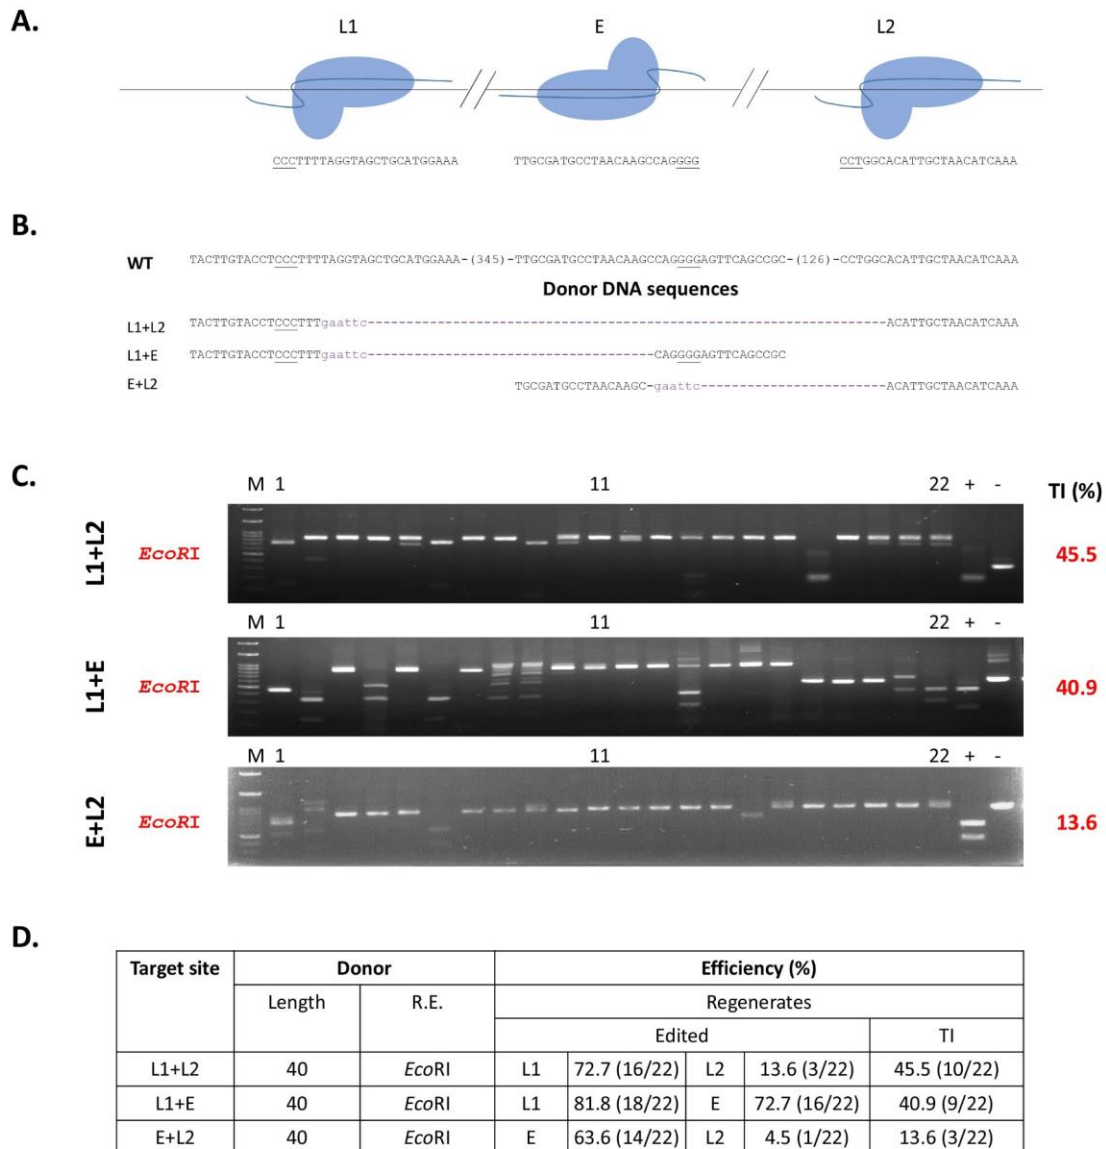 A.
L1 E L2
CCCTTTTAGGTAGCTGCATGGAAA TTGCGATGCCTAACAAGCCAGGGG CCTGGCACATTGCTAACATCAAA
B.
WT TACTTGTACCTCCCTTTTAGGTAGCTGCATGGAAA-(345)-TTGCGATGCCTAACAAGCCAGGGGAGTTCAGCCGC-(126)-CCTGGCACATTGCTAACATCAAA
Donor DNA sequences
L1+L2 TACTTGTACCTCCCTTTgaattc-------------------------------------------------------------------ACATTGCTAACATCAAA
L1+E TACTTGTACCTCCCTTTgaattc-------------------------------------CAGGGGAGTTCAGCCGC
E+L2 TGCGATGCCTAACAAGC-gaattc------------------------ACATTGCTAACATCAAA
C.
M 1 11 22 + - TI (%)
L1+L2 EcoRI 45.5
M 1 11 22 + -
L1+E EcoRI 40.9
M 1 11 22 + -
E+L2 EcoRI 13.6
D.
Target site Donor Efficiency (%)
Length R.E. Regenerates
Edited TI
L1+L2 40 EcoRI L1 72.7 (16/22) L2 13.6 (3/22) 45.5 (10/22)
L1+E 40 EcoRI L1 81.8 (18/22) E 72.7 (16/22) 40.9 (9/22)
E+L2 40 EcoRI E 63.6 (14/22) L2 4.5 (1/22) 13.6 (3/22)